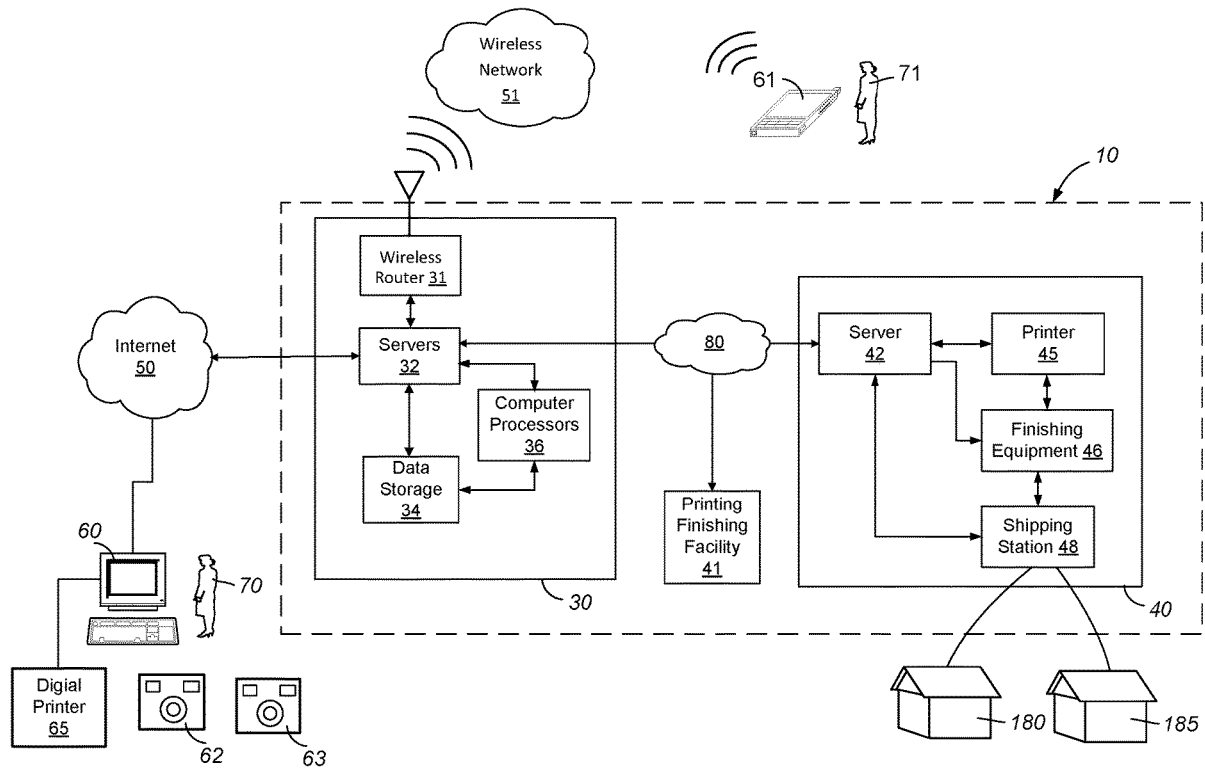 Wireless
Network
51
61
71
10
Wireless
Router 31
Internet
50
Servers
32
80
Server
42
Printer
45
Computer
Processors
36
Finishing
Equipment 46
Data
Storage
34
Printing
Finishing
Facility
41
Shipping
Station 48
60
70
30
40
Digial
Printer
65
62
63
180
185